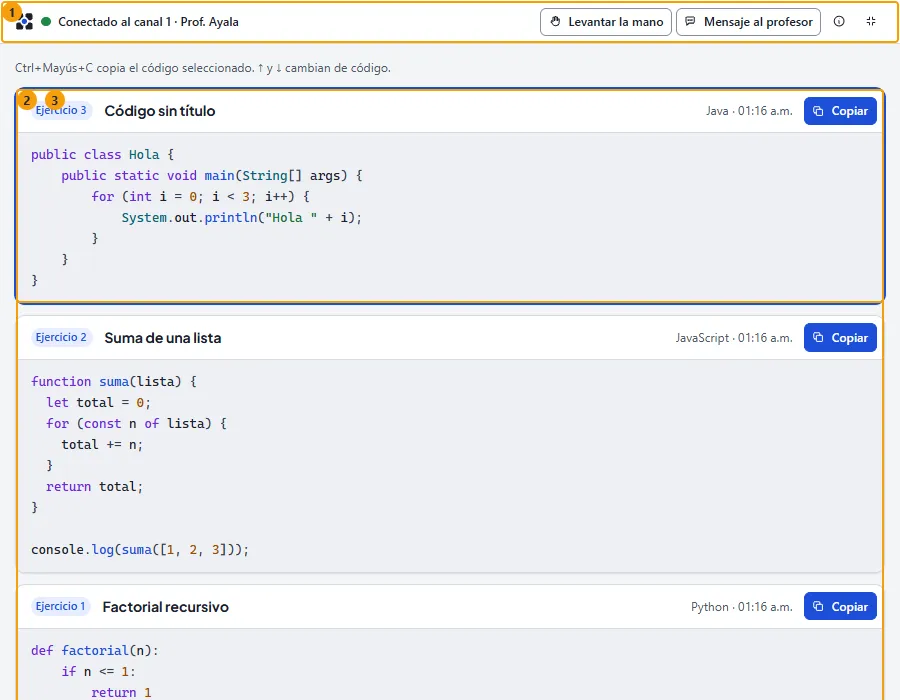 1
Conectado al canal 1 · Prof. Ayala
Levantar la mano
Mensaje al profesor
Ctrl+Mayús+C copia el código seleccionado. ↑ y ↓ cambian de código.
2 3
Ejercicio 3 Código sin título Java · 01:16 a.m. Copiar
public class Hola {
    public static void main(String[] args) {
        for (int i = 0; i < 3; i++) {
            System.out.println("Hola " + i);
        }
    }
}
Ejercicio 2 Suma de una lista JavaScript · 01:16 a.m. Copiar
function suma(lista) {
  let total = 0;
  for (const n of lista) {
    total += n;
  }
  return total;
}

console.log(suma([1, 2, 3]));
Ejercicio 1 Factorial recursivo Python · 01:16 a.m. Copiar
def factorial(n):
    if n <= 1:
        return 1